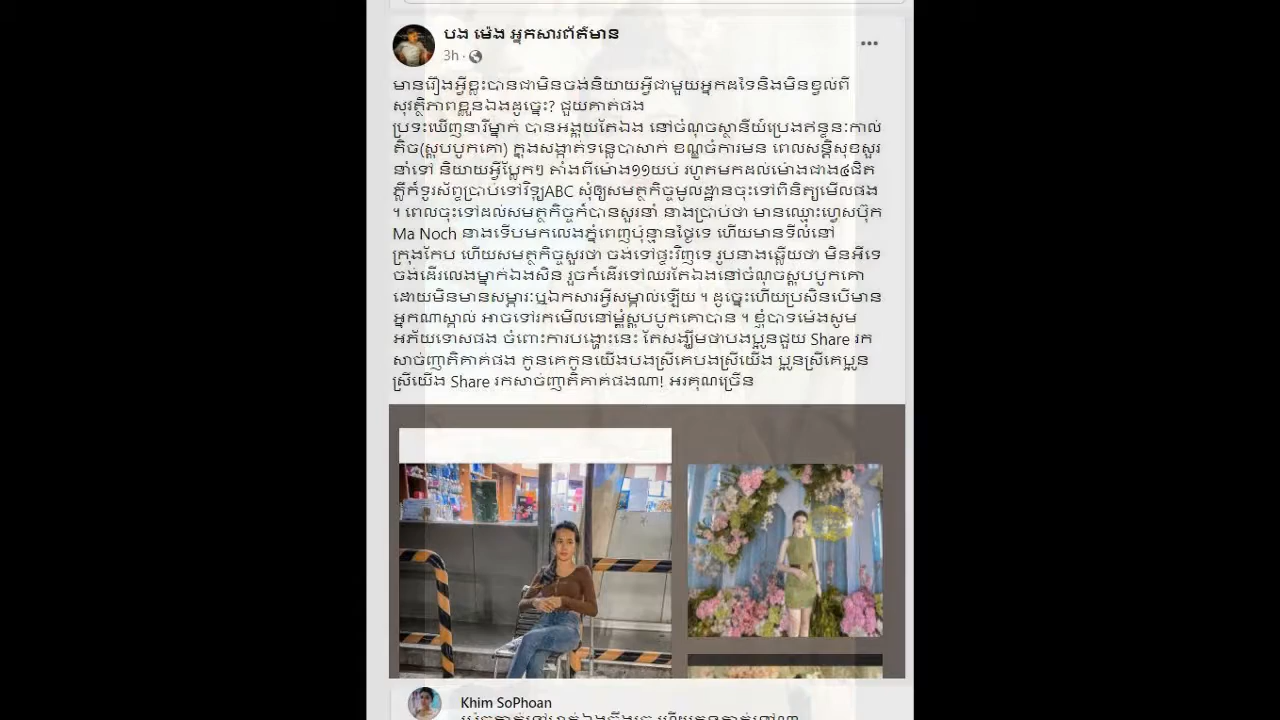 បង ម៉េង អ្នកសារព័ត៌មាន
3h
មានរឿងអ្វីខ្លះបានជាមិនចង់និយាយអ្វីជាមួយអ្នកដទៃនិងមិនខ្វល់ពី
សុវត្ថិភាពខ្លួនឯងដូច្នេះ? ជួយគាត់ផង
ប្រទះឃើញនារីម្នាក់ បានអង្គុយតែឯង នៅចំណុចស្ថានីយ៍ប្រេងឥន្ធនៈកាល់
តិច(ស្តុបបូកគោ) ក្នុងសង្កាត់ទន្លេបាសាក់ ខណ្ឌចំការមន ពេលសន្តិសុខសួរ
នាំទៅ និយាយអ្វីប្លែកៗ តាំងពីម៉ោង១១យប់ រហូតមកដល់ម៉ោងជាង៤ជិត
ភ្លឺក៍ទូរស័ព្ទប្រាប់ទៅវិទ្យុABC សុំឲ្យសមត្ថកិច្ចមូលដ្ឋានចុះទៅពិនិត្យមើលផង
។ ពេលចុះទៅដល់សមត្ថកិច្ចក៍បានសួរនាំ នាងប្រាប់ថា មានឈ្មោះហ្វេសប៊ុក
Ma Noch នាងទើបមកលេងភ្នំពេញប៉ុន្មានថ្ងៃទេ ហើយមានទីលំនៅ
ក្រុងកែប ហើយសមត្ថកិច្ចសួរថា ចង់ទៅផ្ទះវិញទេ រូបនាងឆ្លើយថា មិនអីទេ
ចង់ដើរលេងម្នាក់ឯងសិន រួចក៍ដើរទៅឈរតែឯងនៅចំណុចស្តុបបូកគោ
ដោយមិនមានសម្ភារៈឬឯកសារអ្វីសម្គាល់ឡើយ ។ ដូច្នេះហើយប្រសិនបើមាន
អ្នកណាស្គាល់ អាចទៅរកមើលនៅម្តុំស្តុបបូកគោបាន ។ ខ្ញុំបាទម៉េងសូម
អភ័យទោសផង ចំពោះការបង្ហោះនេះ តែសង្ឃឹមថាបងប្អូនជួយ Share រក
សាច់ញាតិគាត់ផង កូនគេកូនយើងបងស្រីគេបងស្រីយើង ប្អូនស្រីគេប្អូន
ស្រីយើង Share រកសាច់ញាតិគាត់ផងណា! អរគុណច្រើន
Khim SoPhoan